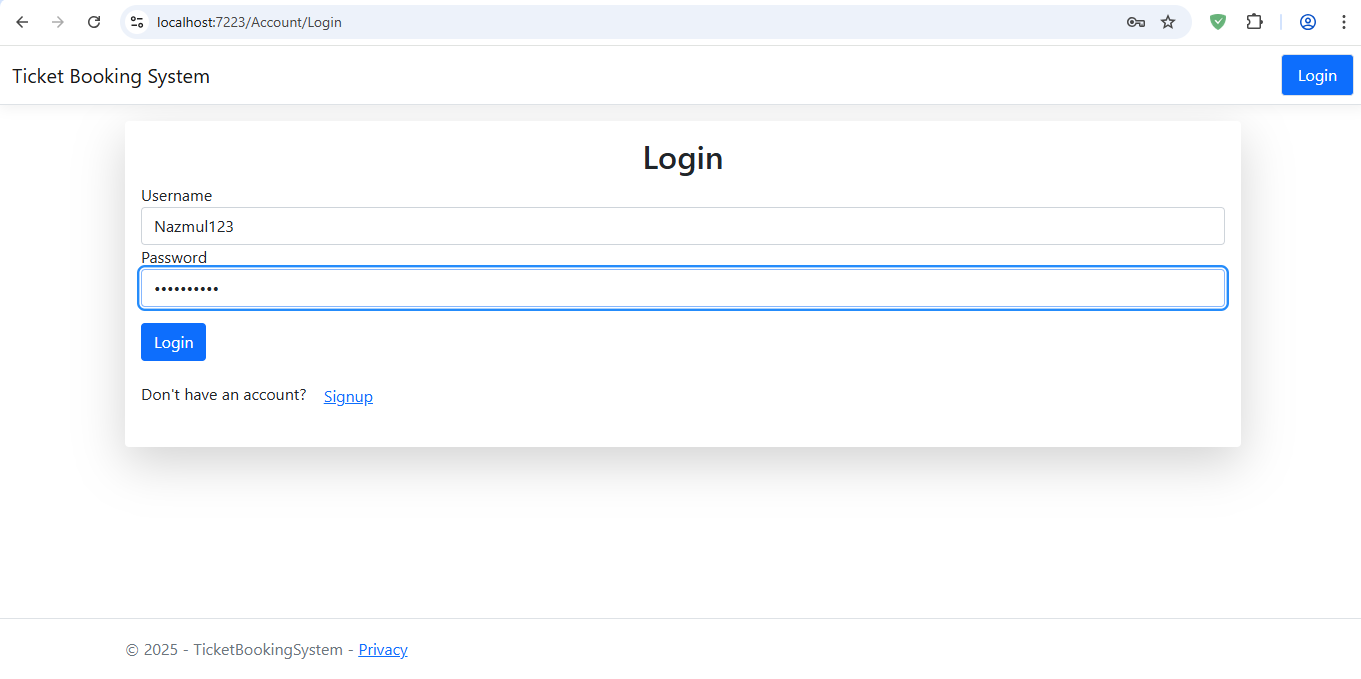 localhost:7223/Account/Login
Ticket Booking System
Login
Login
Username
Nazmul123
Password
••••••••••
Login
Don't have an account? Signup
© 2025 - TicketBookingSystem - Privacy